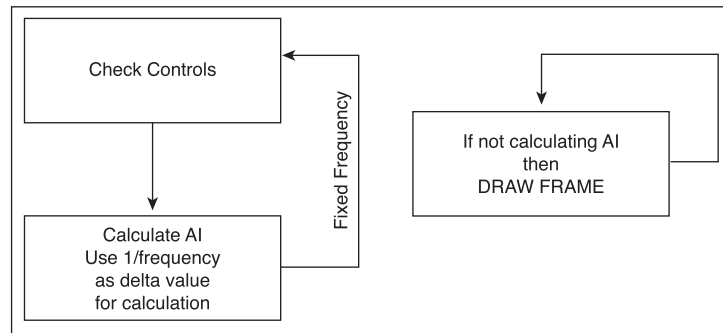 Check Controls
Calculate AI
Use 1/frequency
as delta value
for calculation
Fixed Frequency
If not calculating AI
then
DRAW FRAME